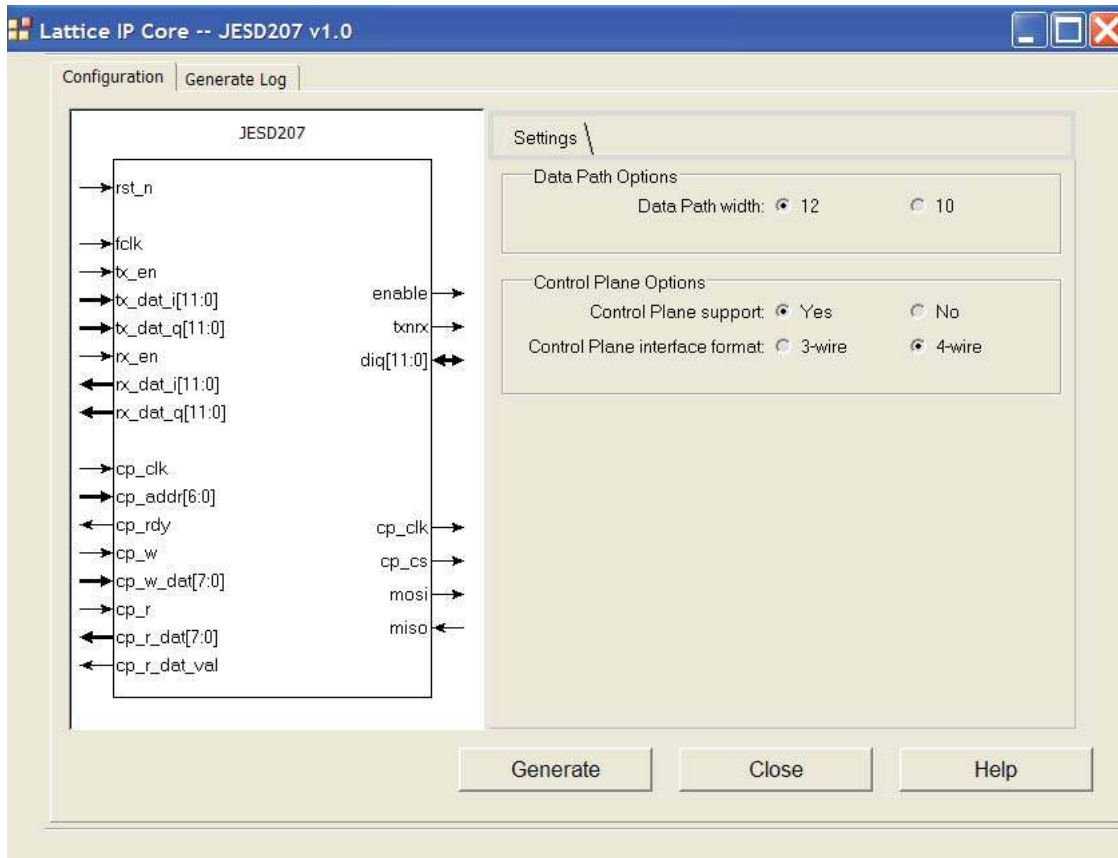 Lattice IP Core -- JESD207 v1.0
Configuration Generate Log
JESD207
rst_n
fclk
tx_en
tx_dat_i[11:0]
tx_dat_q[11:0]
rx_en
rx_dat_i[11:0]
rx_dat_q[11:0]
cp_clk
cp_addr[6:0]
cp_rdy
cp_w
cp_w_dat[7:0]
cp_r
cp_r_dat[7:0]
cp_r_dat_val
enable
txnrx
diq[11:0]
cp_clk
cp_cs
mosi
miso
Settings
Data Path Options
Data Path width: 12 10
Control Plane Options
Control Plane support: Yes No
Control Plane interface format: 3-wire 4-wire
Generate Close Help